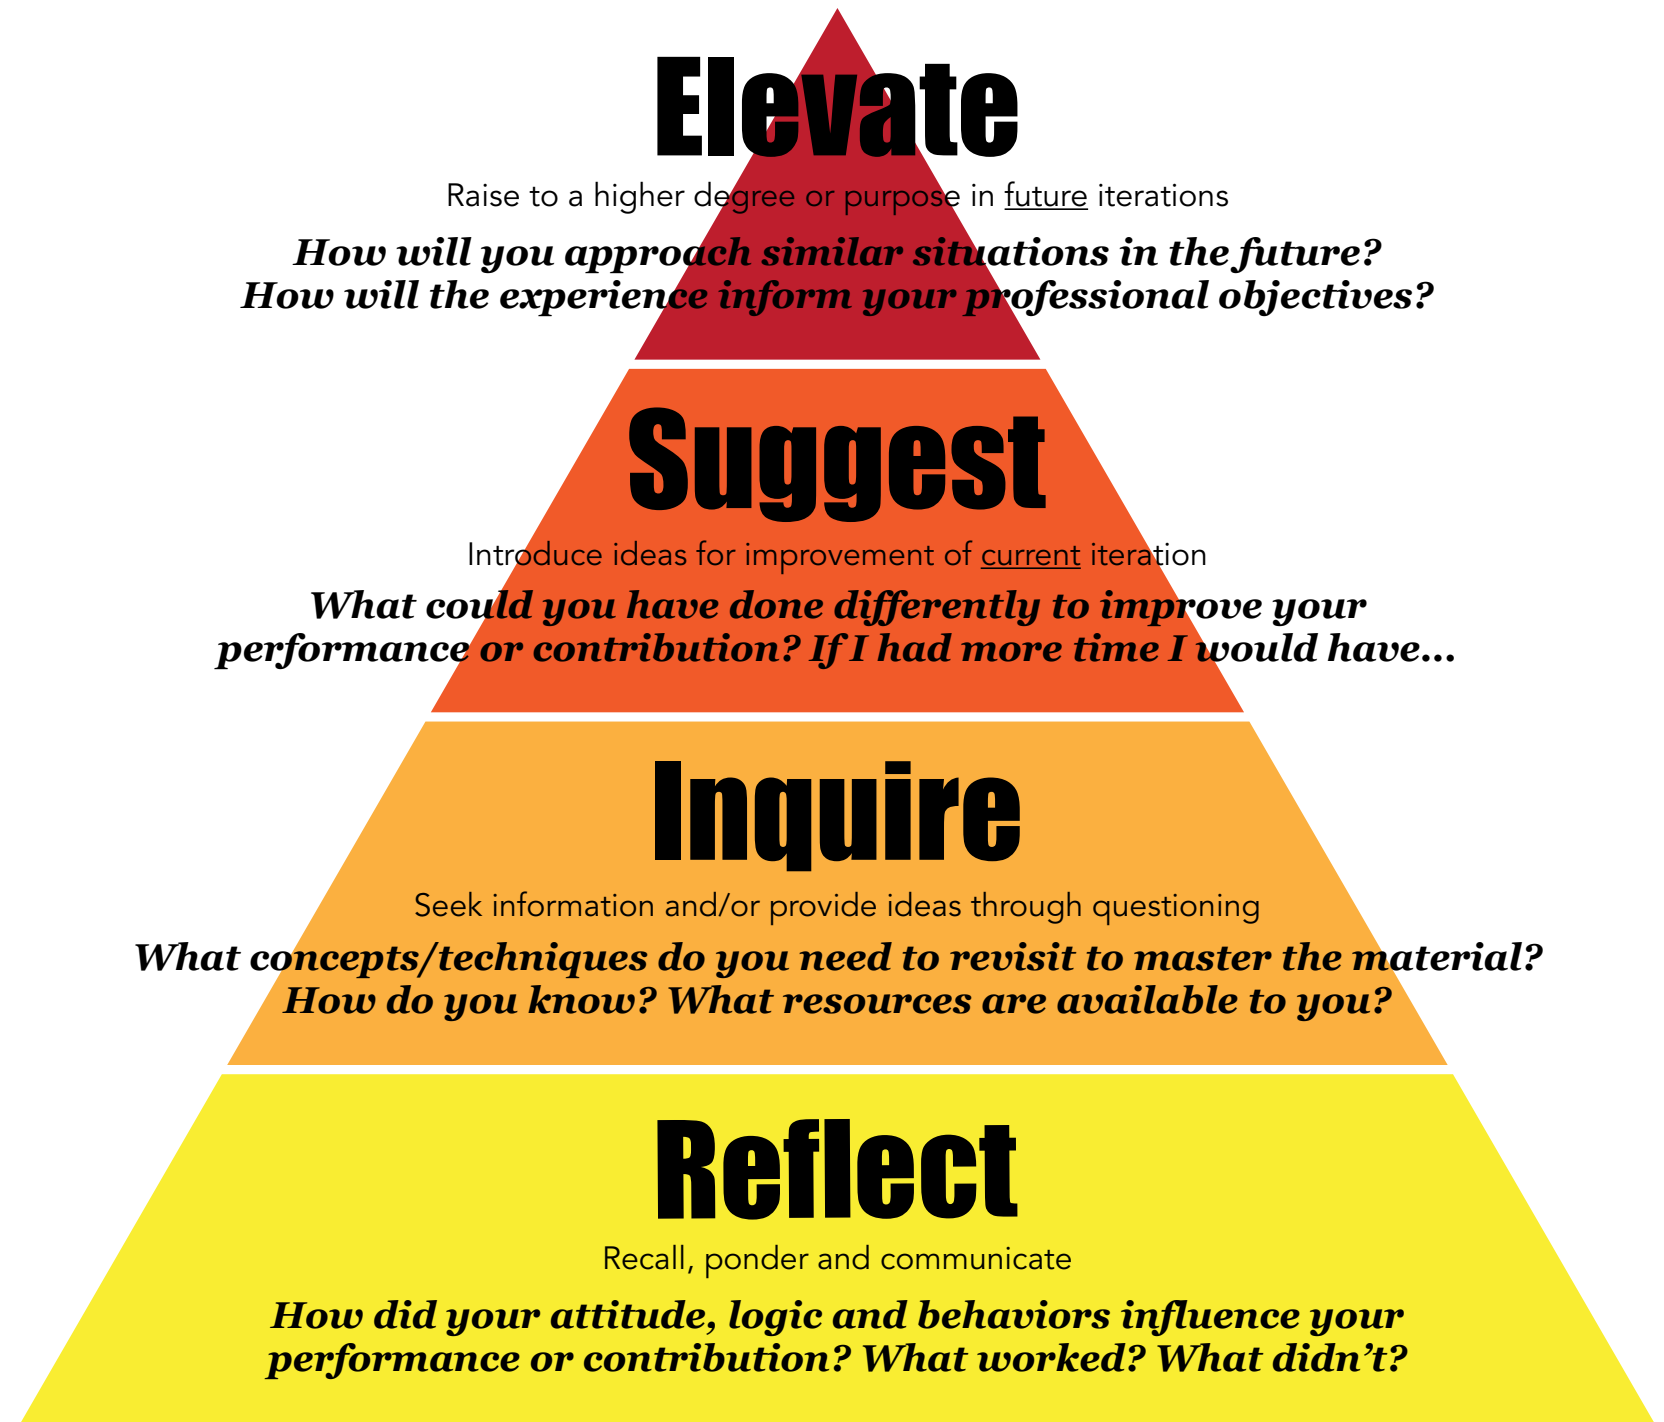 Elevate
Raise to a higher degree or purpose in future iterations
How will you approach similar situations in the future?
How will the experience inform your professional objectives?
Suggest
Introduce ideas for improvement of current iteration
What could you have done differently to improve your
performance or contribution? If I had more time I would have...
Inquire
Seek information and/or provide ideas through questioning
What concepts/techniques do you need to revisit to master the material?
How do you know? What resources are available to you?
Reflect
Recall, ponder and communicate
How did your attitude, logic and behaviors influence your
performance or contribution? What worked? What didn’t?